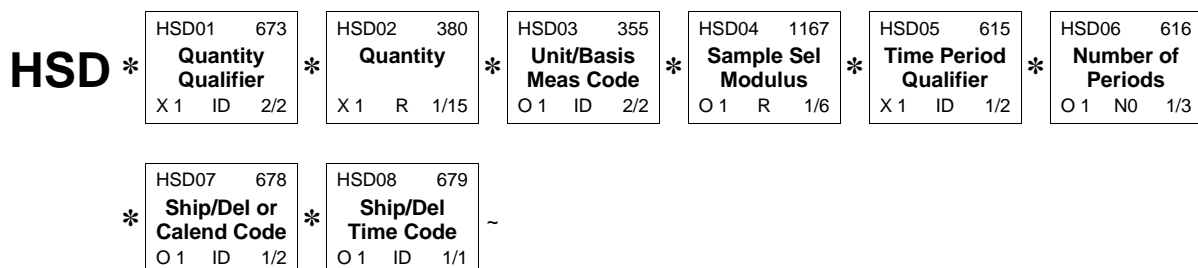 HSD01 673 HSD02 380 HSD03 355 HSD04 1167 HSD05 615 HSD06 616
HSD * Quantity Qualifier * Quantity * Unit/Basis Meas Code * Sample Sel Modulus * Time Period Qualifier * Number of Periods
X 1 ID 2/2 X 1 R 1/15 O 1 ID 2/2 O 1 R 1/6 X 1 ID 1/2 O 1 N0 1/3
HSD07 678 HSD08 679
* Ship/Del or Calend Code * Ship/Del Time Code ~
O 1 ID 1/2 O 1 ID 1/1